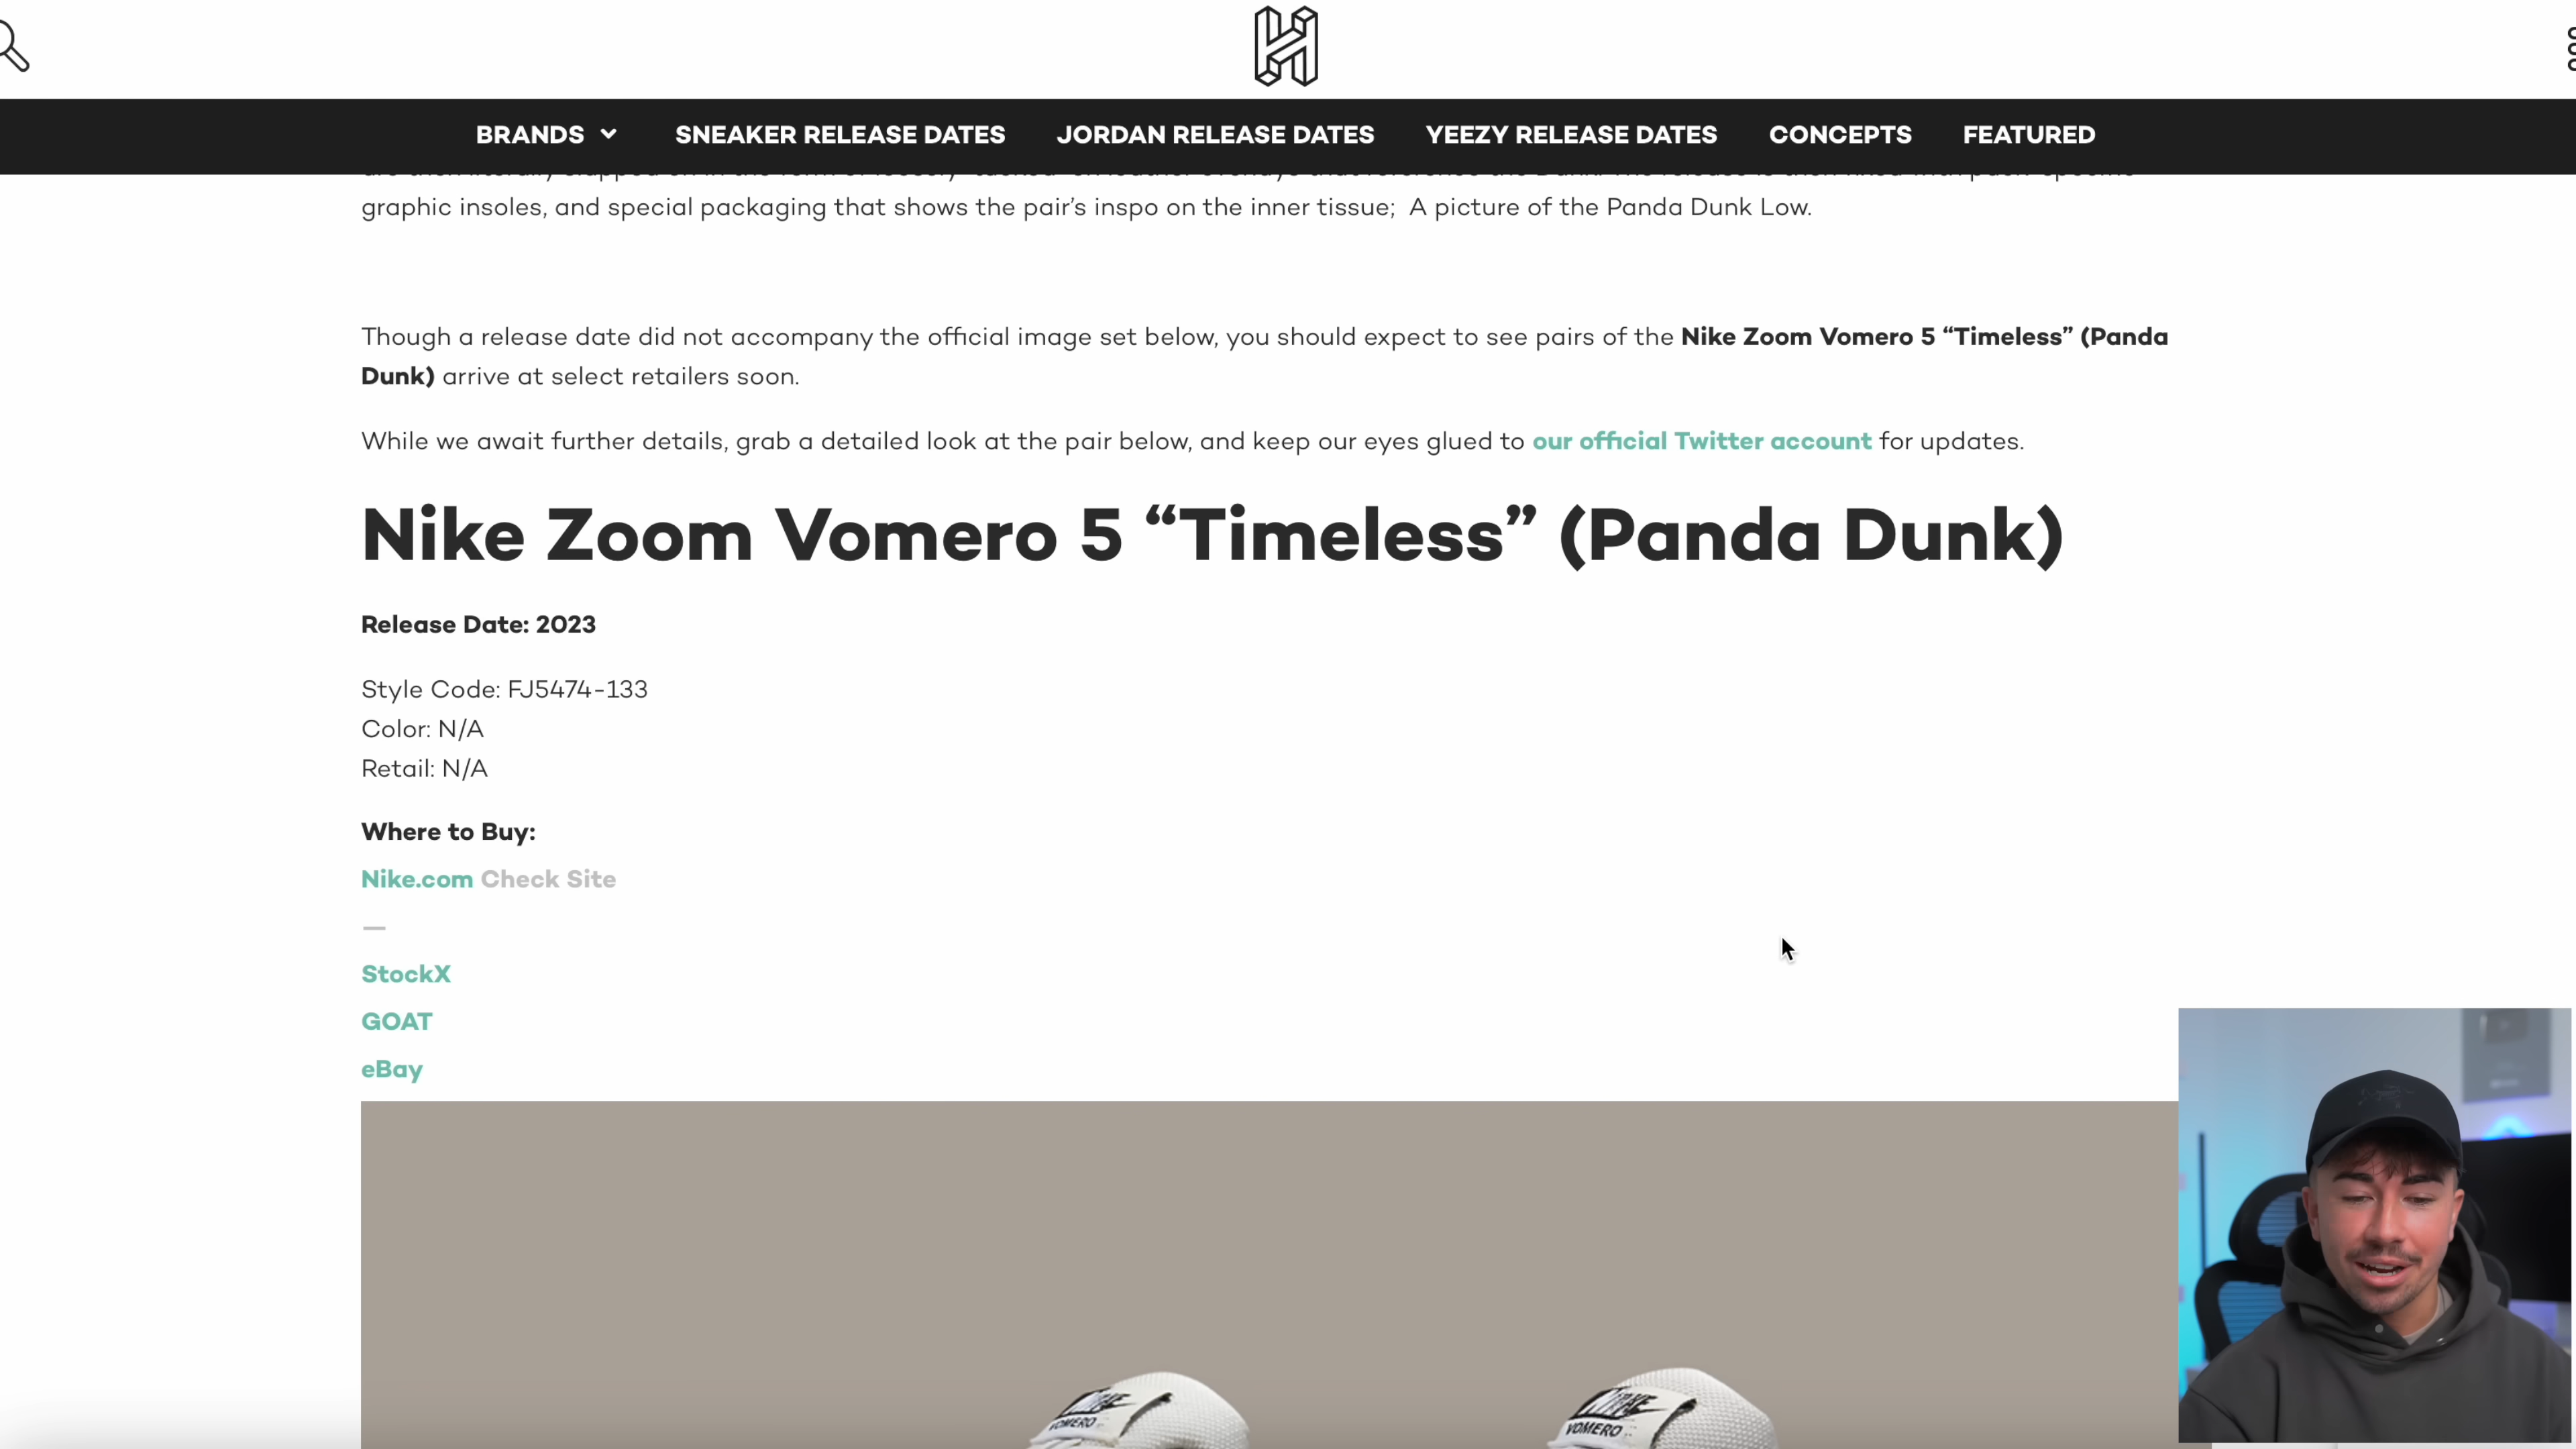 BRANDS SNEAKER RELEASE DATES JORDAN RELEASE DATES YEEZY RELEASE DATES CONCEPTS FEATURED
graphic insoles, and special packaging that shows the pair’s inspo on the inner tissue;  A picture of the Panda Dunk Low.
Though a release date did not accompany the official image set below, you should expect to see pairs of the Nike Zoom Vomero 5 “Timeless” (Panda
Dunk) arrive at select retailers soon.
While we await further details, grab a detailed look at the pair below, and keep our eyes glued to our official Twitter account for updates.
Nike Zoom Vomero 5 “Timeless” (Panda Dunk)
Release Date: 2023
Style Code: FJ5474-133
Color: N/A
Retail: N/A
Where to Buy:
Nike.com Check Site
—
StockX
GOAT
eBay
VOMERO
VOMERO